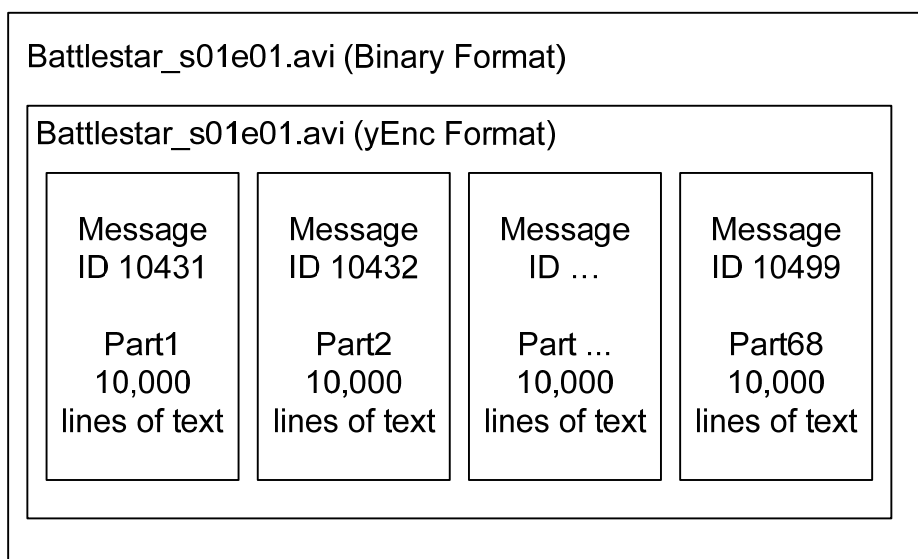 Battlestar_s01e01.avi (Binary Format)
Battlestar_s01e01.avi (yEnc Format)
Message
ID 10431
Part1
10,000
lines of text
Message
ID 10432
Part2
10,000
lines of text
Message
ID ...
Part ...
10,000
lines of text
Message
ID 10499
Part68
10,000
lines of text